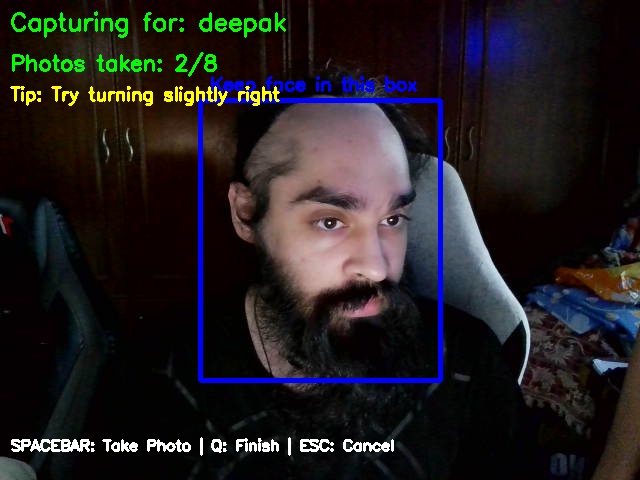 Capturing for: deepak
Photos taken: 2/8
Keep face in this box
Tip: Try turning slightly right
SPACEBAR: Take Photo | Q: Finish | ESC: Cancel